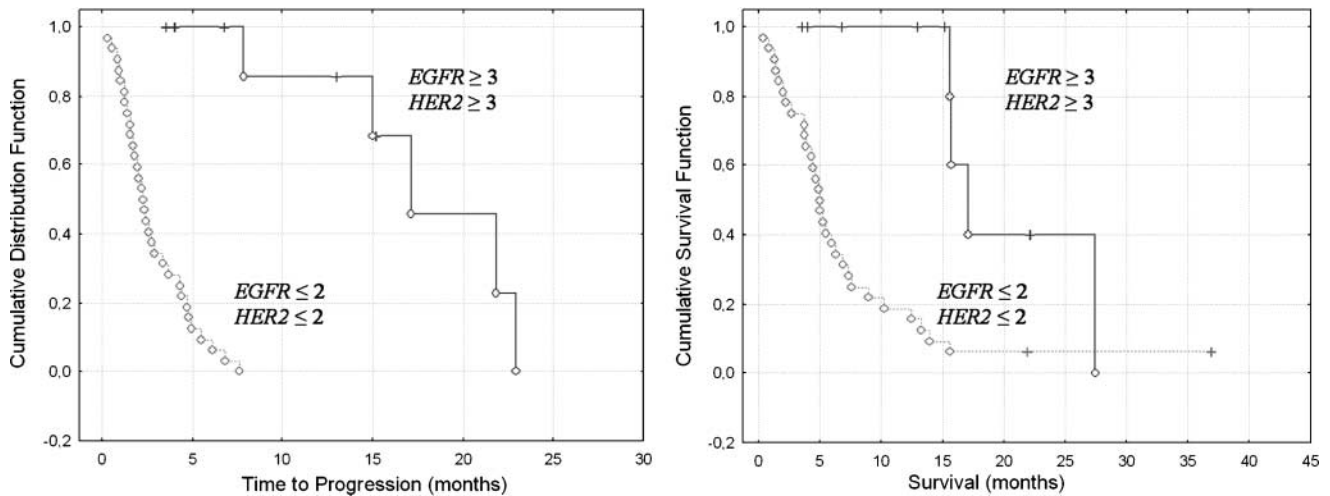 Cumulative Distribution Function
1,0
0,8
0,6
0,4
0,2
0,0
-0,2
EGFR ≥ 3
HER2 ≥ 3
EGFR ≤ 2
HER2 ≤ 2
0 5 10 15 20 25 30
Time to Progression (months)
Cumulative Survival Function
1,0
0,8
0,6
0,4
0,2
0,0
-0,2
EGFR ≥ 3
HER2 ≥ 3
EGFR ≤ 2
HER2 ≤ 2
0 5 10 15 20 25 30 35 40 45
Survival (months)